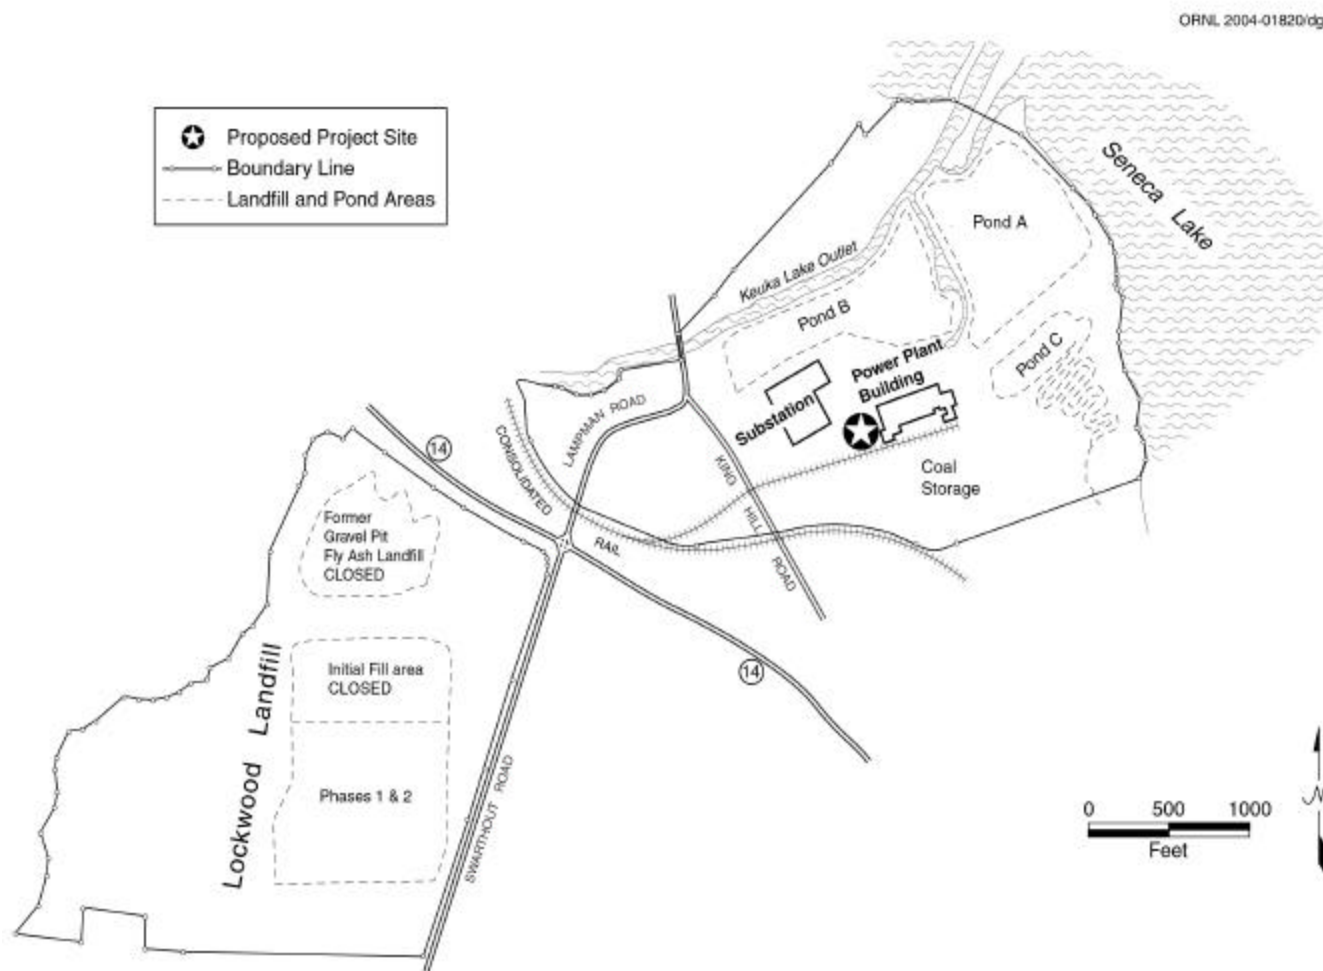 ORNL 2004-01820/dg
Proposed Project Site
Boundary Line
Landfill and Pond Areas
Seneca Lake
Pond A
Keuka Lake Outlet
Pond B
Pond C
Power Plant
Building
Substation
LAMPMAN ROAD
14
CONSOLIDATED
RAIL
KING HILL ROAD
Coal
Storage
Former
Gravel Pit
Fly Ash Landfill
CLOSED
Initial Fill area
CLOSED
Lockwood Landfill
14
Phases 1 & 2
SWARTHOUT ROAD
0 500 1000
Feet
N